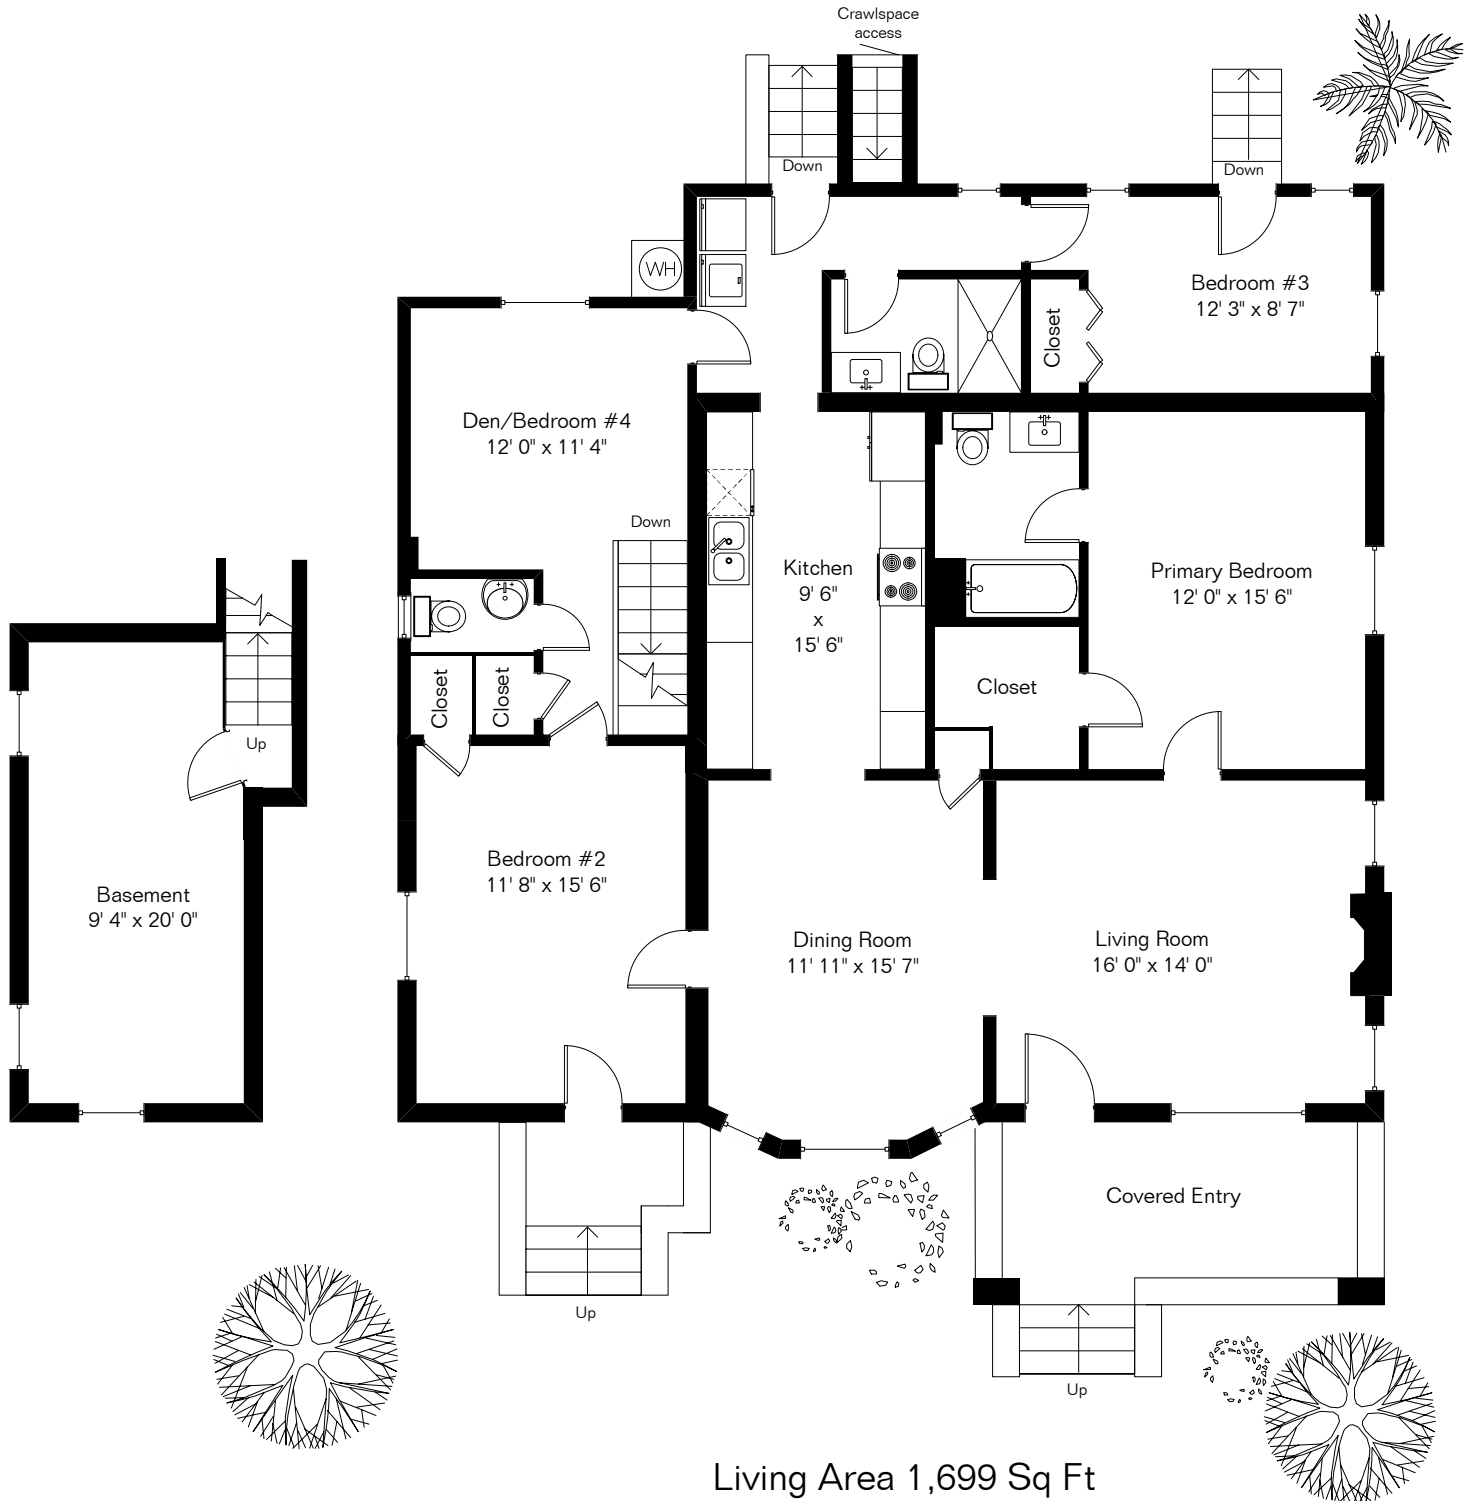 Crawlspace
access
Down
Down
WH
Bedroom #3
12' 3" x 8' 7"
Closet
Den/Bedroom #4
12' 0" x 11' 4"
Down
Kitchen
9' 6"
x
15' 6"
Primary Bedroom
12' 0" x 15' 6"
Closet
Closet
Closet
Up
Bedroom #2
11' 8" x 15' 6"
Basement
9' 4" x 20' 0"
Dining Room
11' 11" x 15' 7"
Living Room
16' 0" x 14' 0"
Covered Entry
Up
Up
Living Area 1,699 Sq Ft